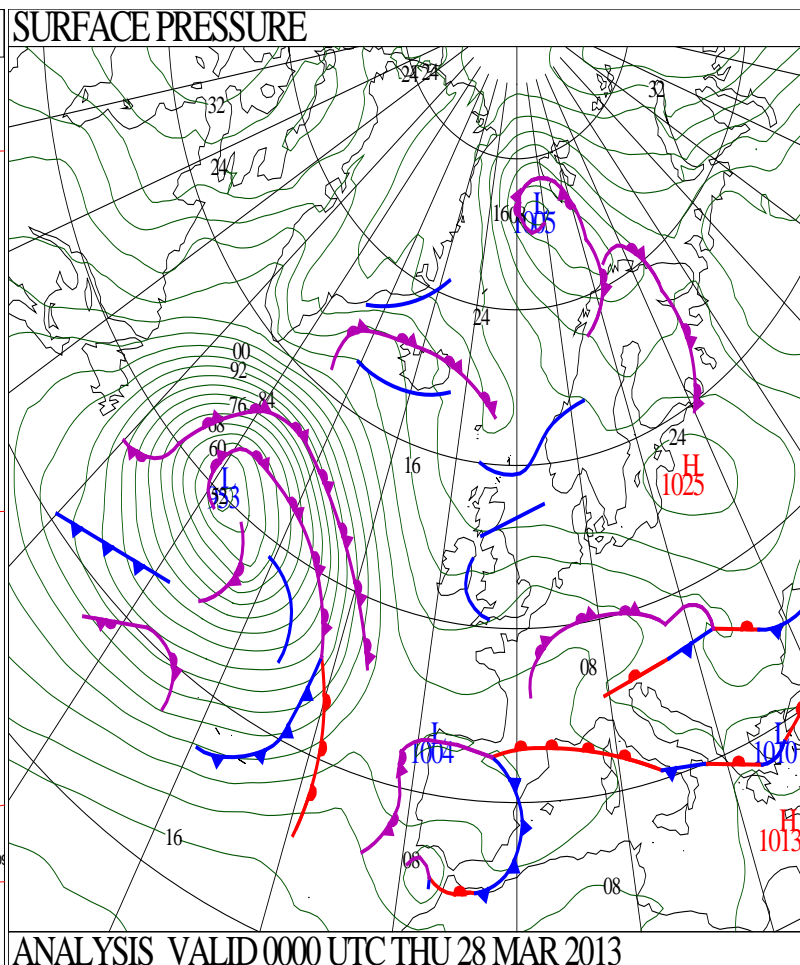 SURFACE PRESSURE
24 24
32
32
24
16
L
1005
24
00
92
76 84
68
60
L
953
16
24
H
1025
08
L
1004
L
1010
H
1013
16
08
08
ANALYSIS VALID 0000 UTC THU 28 MAR 2013